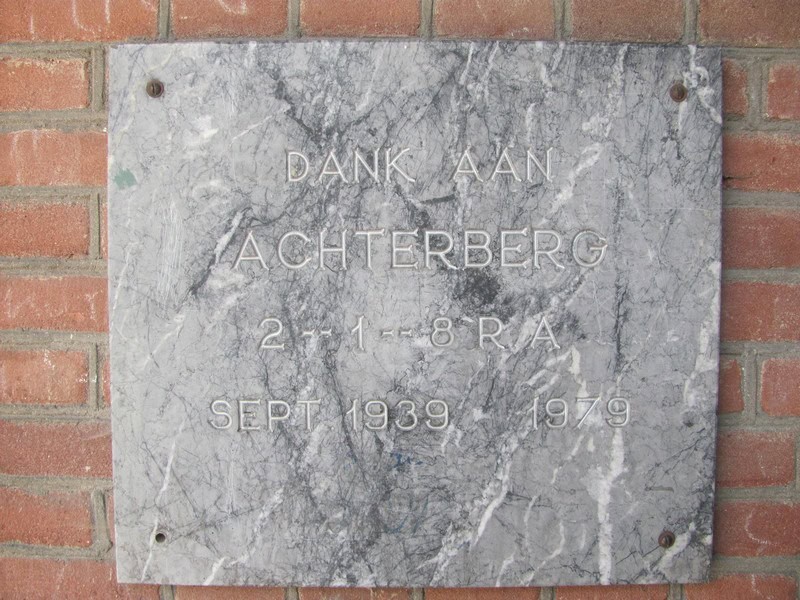 DANK AAN
ACHTERBERG
2--1--8 R A
SEPT 1939 - 1979